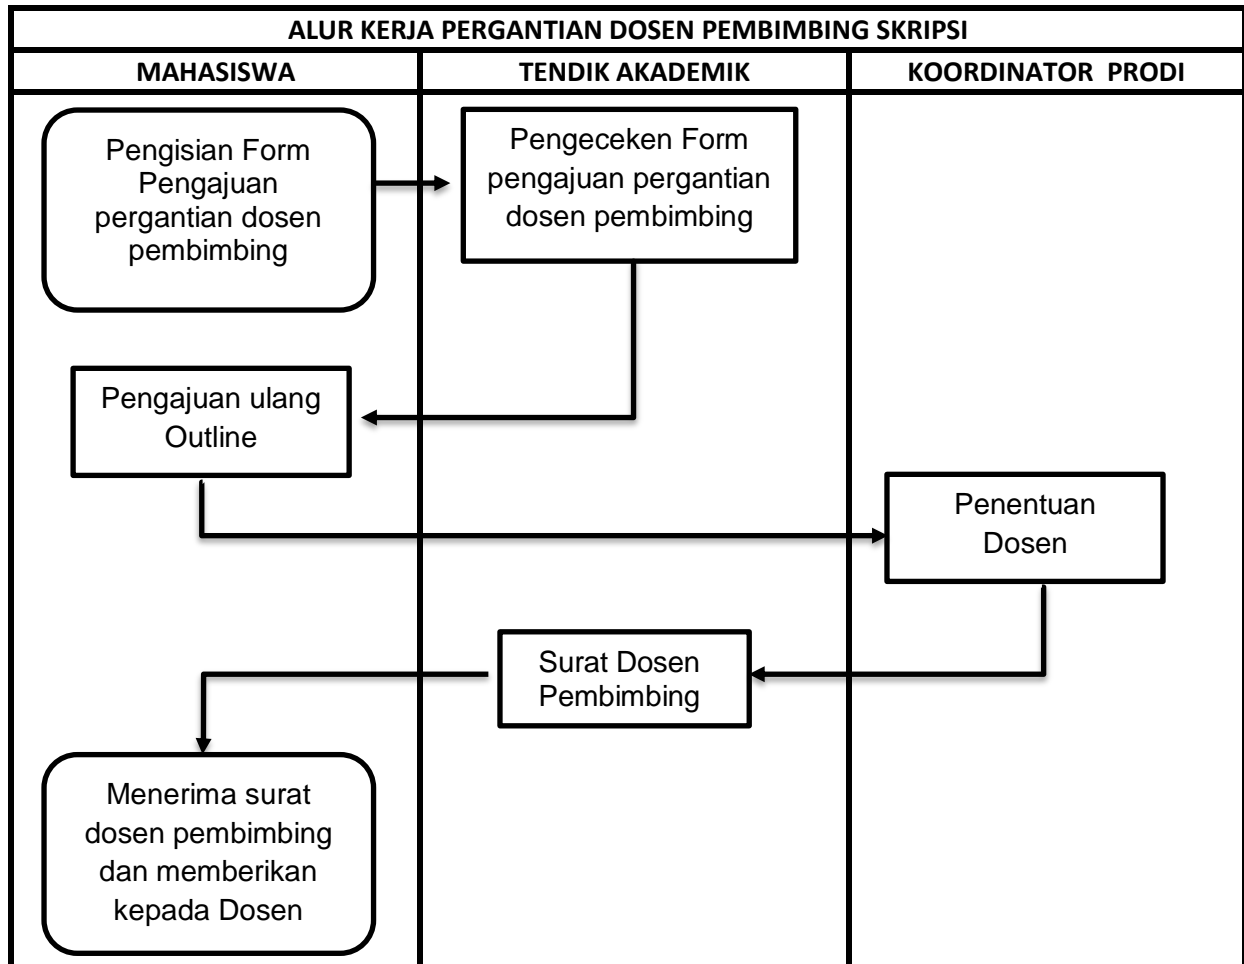 ALUR KERJA PERGANTIAN DOSEN PEMBIMBING SKRIPSI
MAHASISWA
TENDIK AKADEMIK
KOORDINATOR PRODI
Pengisian Form
Pengajuan
pergantian dosen
pembimbing
Pengeceken Form
pengajuan pergantian
dosen pembimbing
Pengajuan ulang
Outline
Penentuan
Dosen
Surat Dosen
Pembimbing
Menerima surat
dosen pembimbing
dan memberikan
kepada Dosen